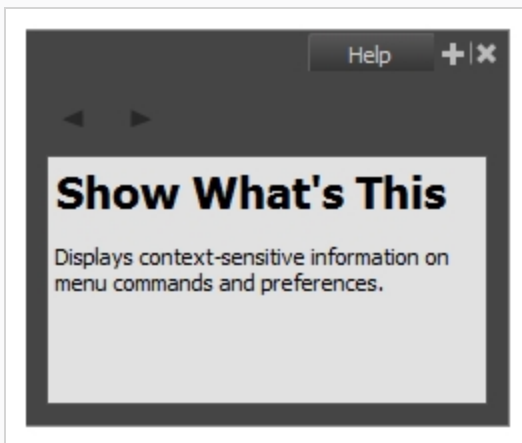 Help
Show What's This
Displays context-sensitive information on
menu commands and preferences.